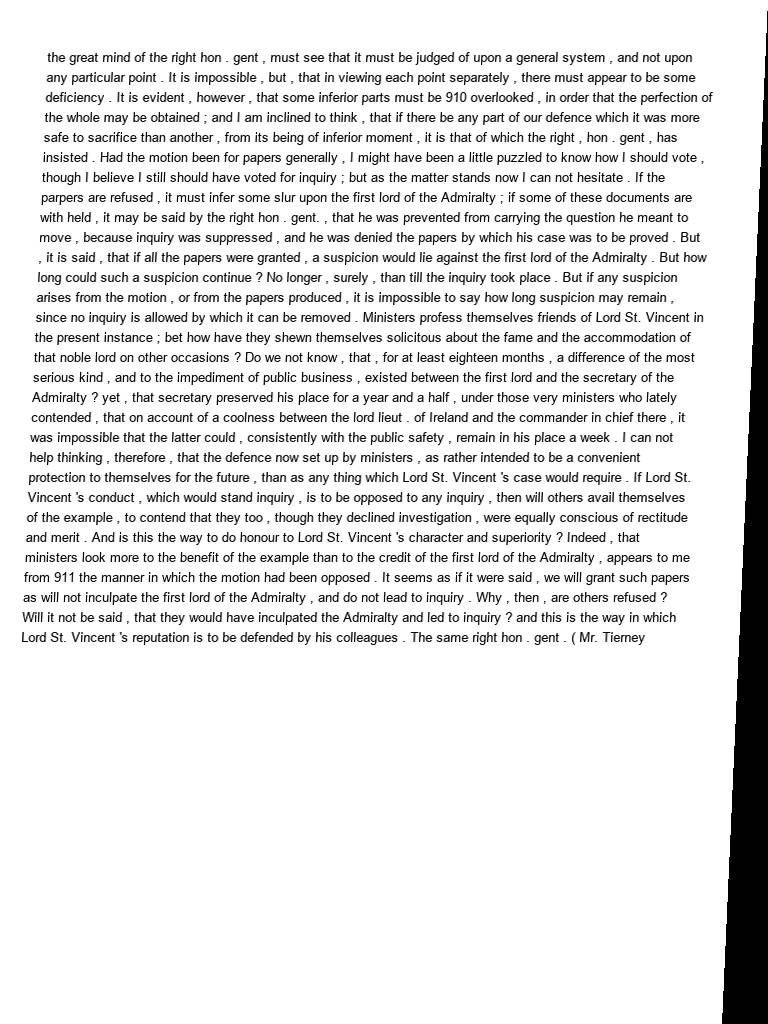 the great mind of the right hon . gent , must see that it must be judged of upon a general system , and not upon
any particular point . It is impossible , but , that in viewing each point separately , there must appear to be some
deficiency . It is evident , however , that some inferior parts must be 910 overlooked , in order that the perfection of
the whole may be obtained ; and I am inclined to think , that if there be any part of our defence which it was more
safe to sacrifice than another , from its being of inferior moment , it is that of which the right , hon . gent , has
insisted . Had the motion been for papers generally , I might have been a little puzzled to know how I should vote ,
though I believe I still should have voted for inquiry ; but as the matter stands now I can not hesitate . If the
parpers are refused , it must infer some slur upon the first lord of the Admiralty ; if some of these documents are
with held , it may be said by the right hon . gent. , that he was prevented from carrying the question he meant to
move , because inquiry was suppressed , and he was denied the papers by which his case was to be proved . But
, it is said , that if all the papers were granted , a suspicion would lie against the first lord of the Admiralty . But how
long could such a suspicion continue ? No longer , surely , than till the inquiry took place . But if any suspicion
arises from the motion , or from the papers produced , it is impossible to say how long suspicion may remain ,
since no inquiry is allowed by which it can be removed . Ministers profess themselves friends of Lord St. Vincent in
the present instance ; bet how have they shewn themselves solicitous about the fame and the accommodation of
that noble lord on other occasions ? Do we not know , that , for at least eighteen months , a difference of the most
serious kind , and to the impediment of public business , existed between the first lord and the secretary of the
Admiralty ? yet , that secretary preserved his place for a year and a half , under those very ministers who lately
contended , that on account of a coolness between the lord lieut . of Ireland and the commander in chief there , it
was impossible that the latter could , consistently with the public safety , remain in his place a week . I can not
help thinking , therefore , that the defence now set up by ministers , as rather intended to be a convenient
protection to themselves for the future , than as any thing which Lord St. Vincent 's case would require . If Lord St.
Vincent 's conduct , which would stand inquiry , is to be opposed to any inquiry , then will others avail themselves
of the example , to contend that they too , though they declined investigation , were equally conscious of rectitude
and merit . And is this the way to do honour to Lord St. Vincent 's character and superiority ? Indeed , that
ministers look more to the benefit of the example than to the credit of the first lord of the Admiralty , appears to me
from 911 the manner in which the motion had been opposed . It seems as if it were said , we will grant such papers
as will not inculpate the first lord of the Admiralty , and do not lead to inquiry . Why , then , are others refused ?
Will it not be said , that they would have inculpated the Admiralty and led to inquiry ? and this is the way in which
Lord St. Vincent 's reputation is to be defended by his colleagues . The same right hon . gent . ( Mr. Tierney